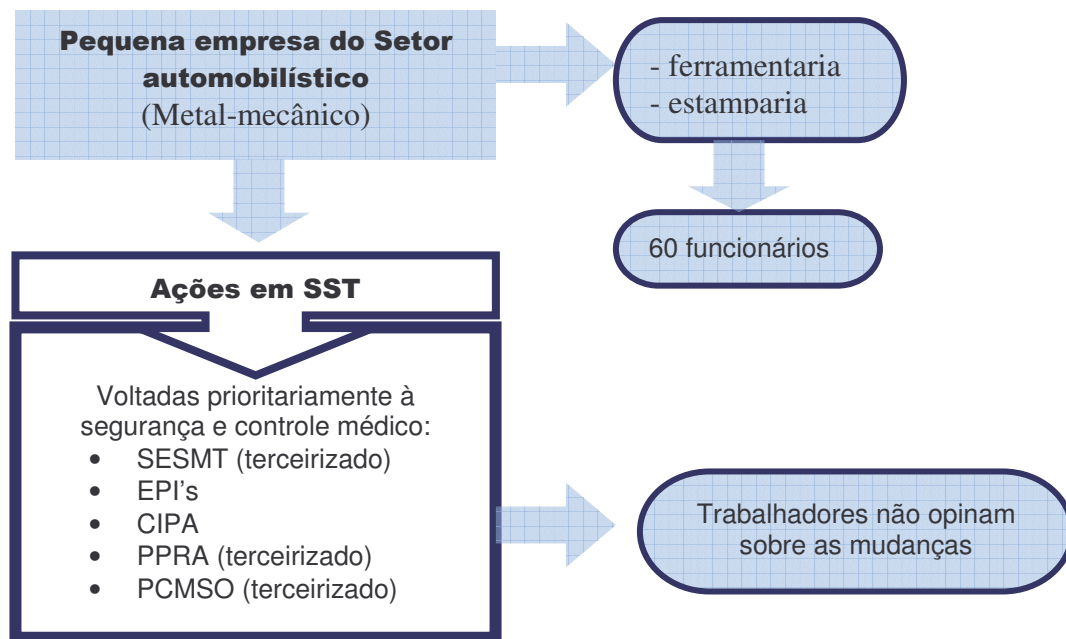 Pequena empresa do Setor
automobilístico
(Metal-mecânico)
- ferramentaria
- estamparia
60 funcionários
Ações em SST
Voltadas prioritariamente à
segurança e controle médico:
• SESMT (terceirizado)
• EPI's
• CIPA
• PPRA (terceirizado)
• PCMSO (terceirizado)
Trabalhadores não opinam
sobre as mudanças